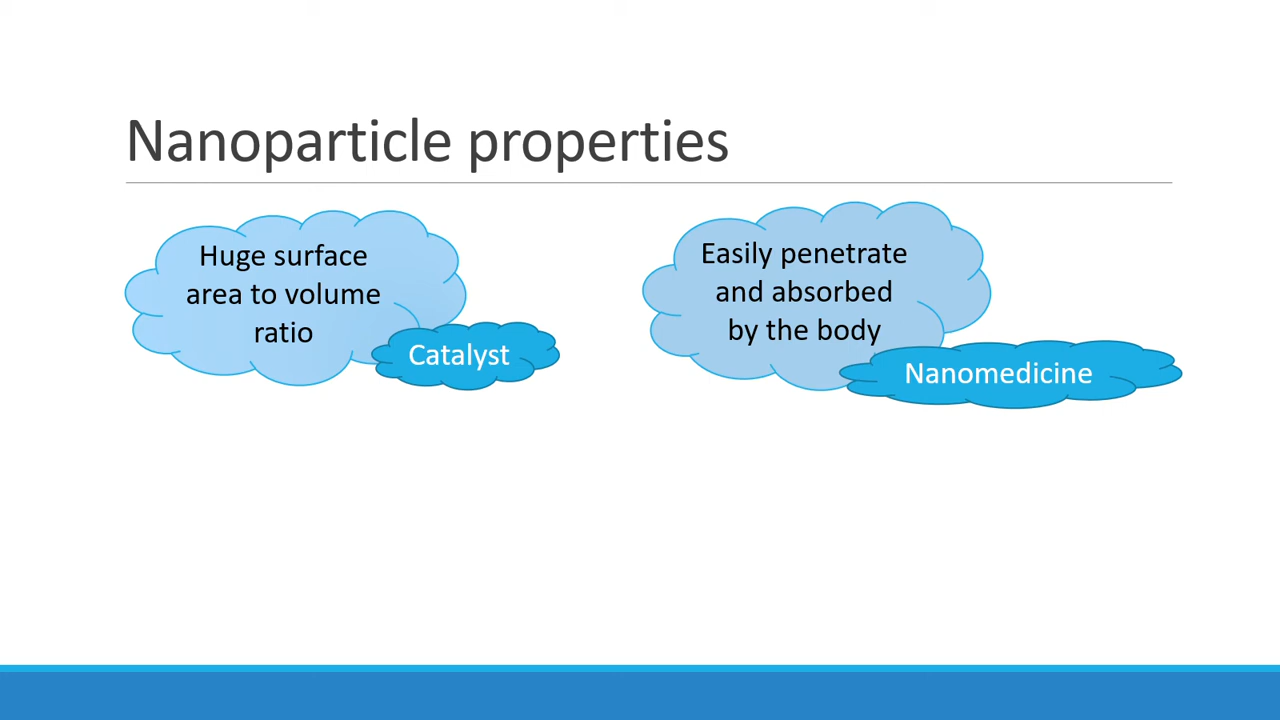 Nanoparticle properties
Huge surface
area to volume
ratio
Catalyst
Easily penetrate
and absorbed
by the body
Nanomedicine